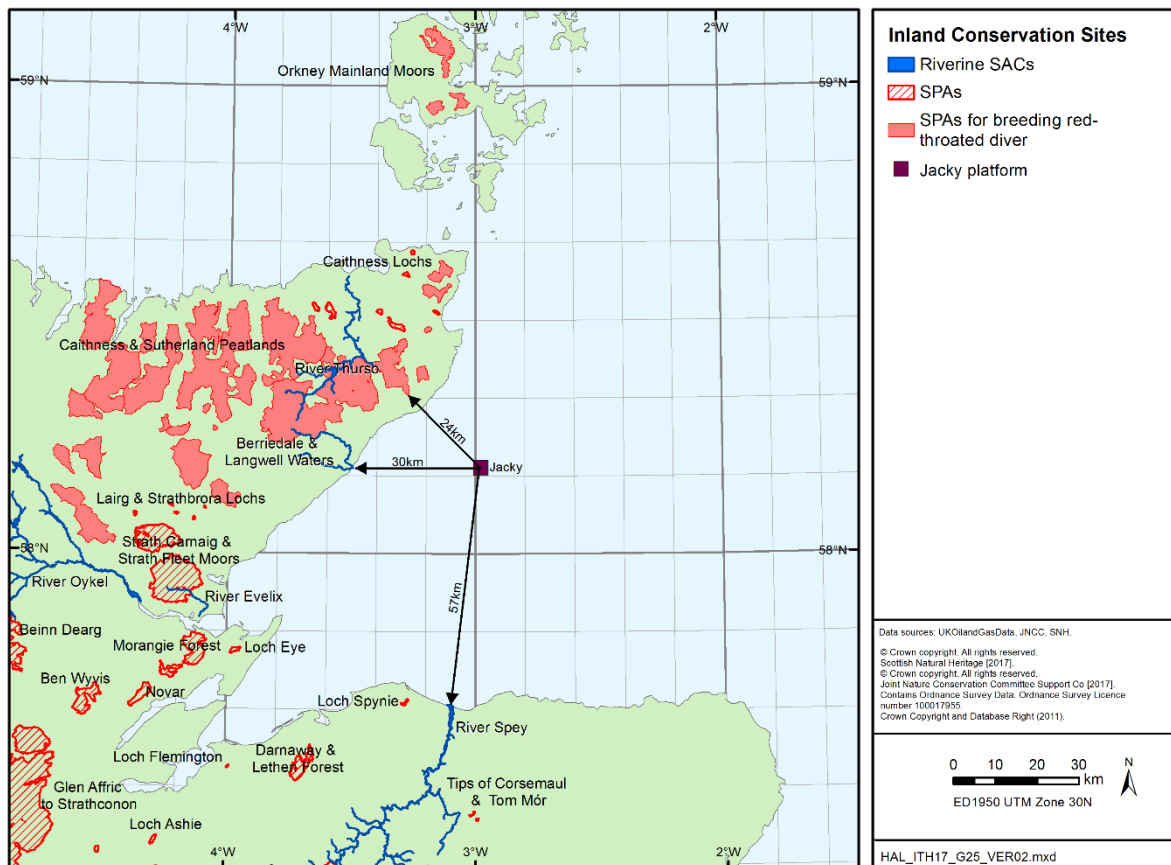 4°W
3°W
2°W
59°N
59°N
Orkney Mainland Moors
Caithness Lochs
Caithness & Sutherland Peatlands
River Thurso
24km
Berriedale &
Langwell Waters
30km
Jacky
Lairg & Strathbrora Lochs
58°N
58°N
Strath Carnaig &
Strath Fleet Moors
River Oykel
River Evelix
57km
Beinn Dearg
Morangie Forest
Loch Eye
Ben Wyvis
Novar
Loch Spynie
River Spey
Loch Flemington
Darnaway &
Lethen Forest
Glen Affric
to Strathconon
Tips of Corsemaul
& Tom Mór
Loch Ashie
4°W
3°W
2°W
Inland Conservation Sites
Riverine SACs
SPAs
SPAs for breeding red-
throated diver
Jacky platform
Data sources: UKOilandGasData, JNCC, SNH.
© Crown copyright. All rights reserved.
Scottish Natural Heritage [2017].
© Crown copyright. All rights reserved.
Joint Nature Conservation Committee Support Co [2017].
Contains Ordnance Survey Data. Ordnance Survey Licence
number 100017955.
Crown Copyright and Database Right (2011).
0 10 20 30
km
N
ED1950 UTM Zone 30N
HAL_ITH17_G25_VER02.mxd